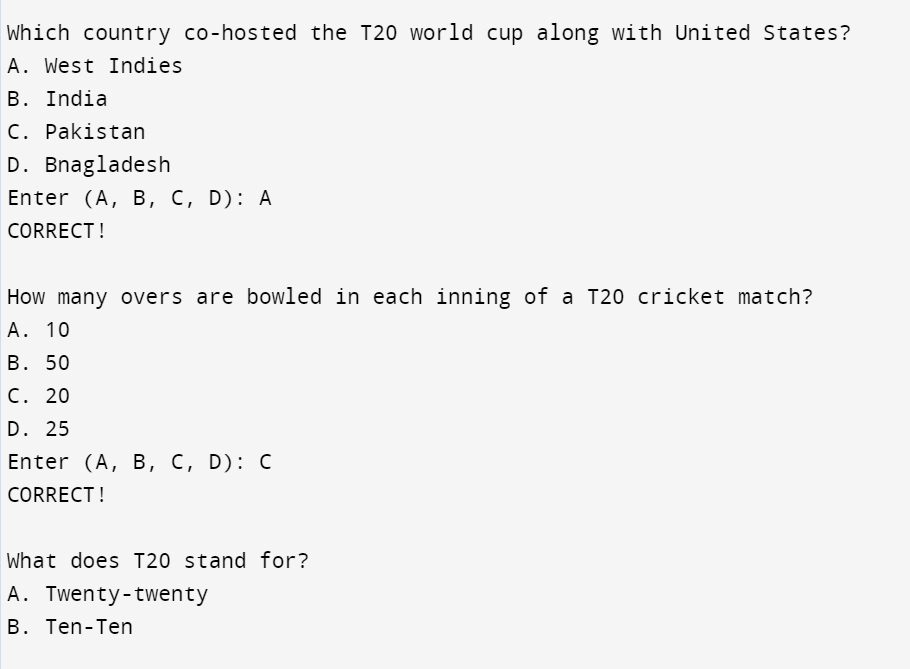 Which country co-hosted the T20 world cup along with United States?
A. West Indies
B. India
C. Pakistan
D. Bnagladesh
Enter (A, B, C, D): A
CORRECT!
How many overs are bowled in each inning of a T20 cricket match?
A. 10
B. 50
C. 20
D. 25
Enter (A, B, C, D): C
CORRECT!
What does T20 stand for?
A. Twenty-twenty
B. Ten-Ten